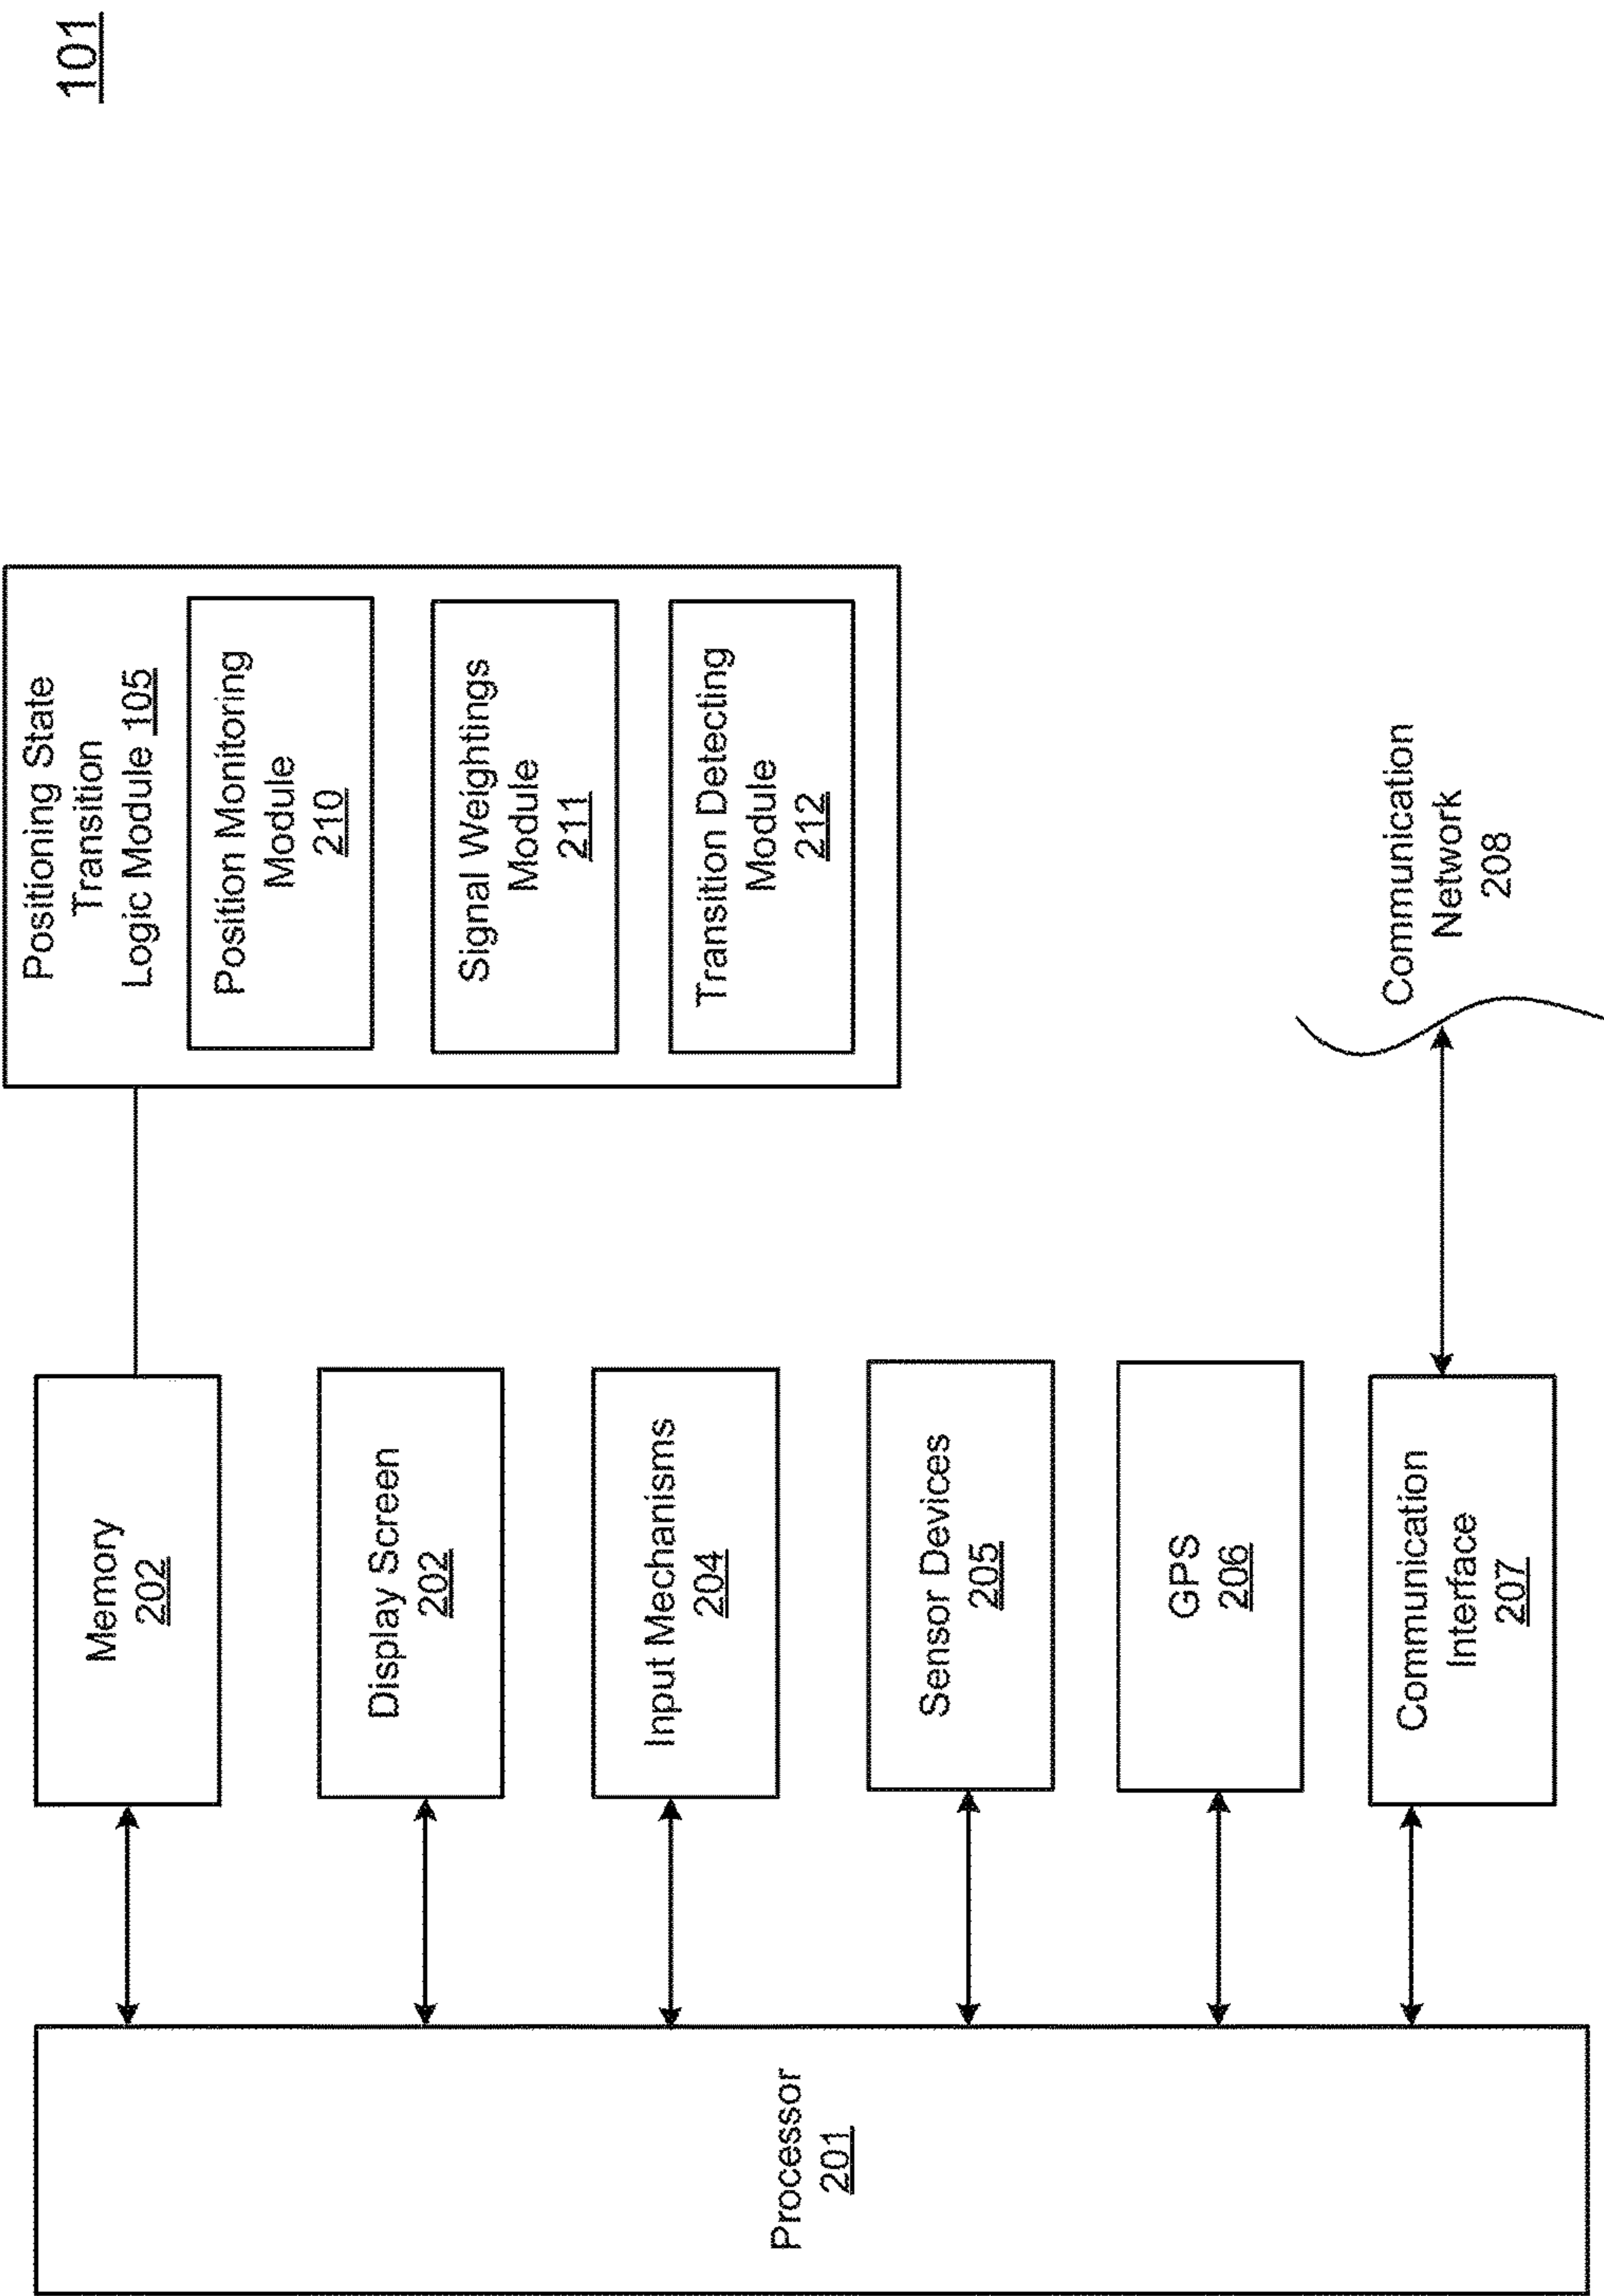 101
Positioning State
Transition
Logic Module 105
Position Monitoring
Module
210
Signal Weightings
Module
211
Transition Detecting
Module
212
Memory
202
Display Screen
202
Input Mechanisms
204
Sensor Devices
205
GPS
206
Communication
Interface
207
Communication
Network
208
Processor
201